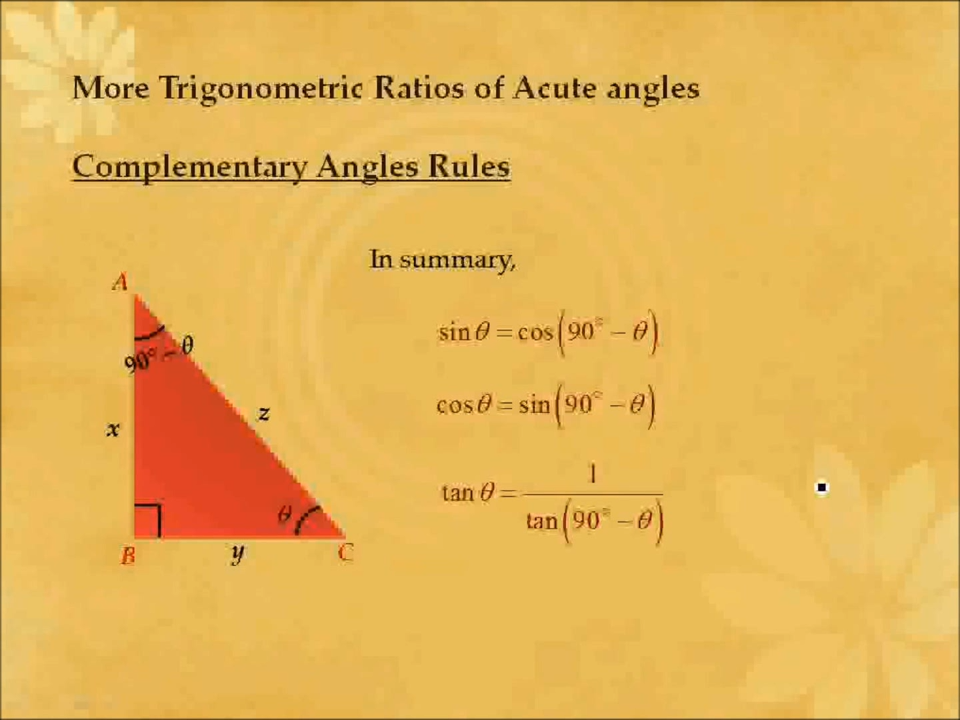 More Trigonometric Ratios of Acute angles
Complementary Angles Rules
In summary,
A
90° − θ
x
z
θ
B
y
C
sin θ = cos(90° − θ)
cos θ = sin(90° − θ)
tan θ = 1 / tan(90° − θ)